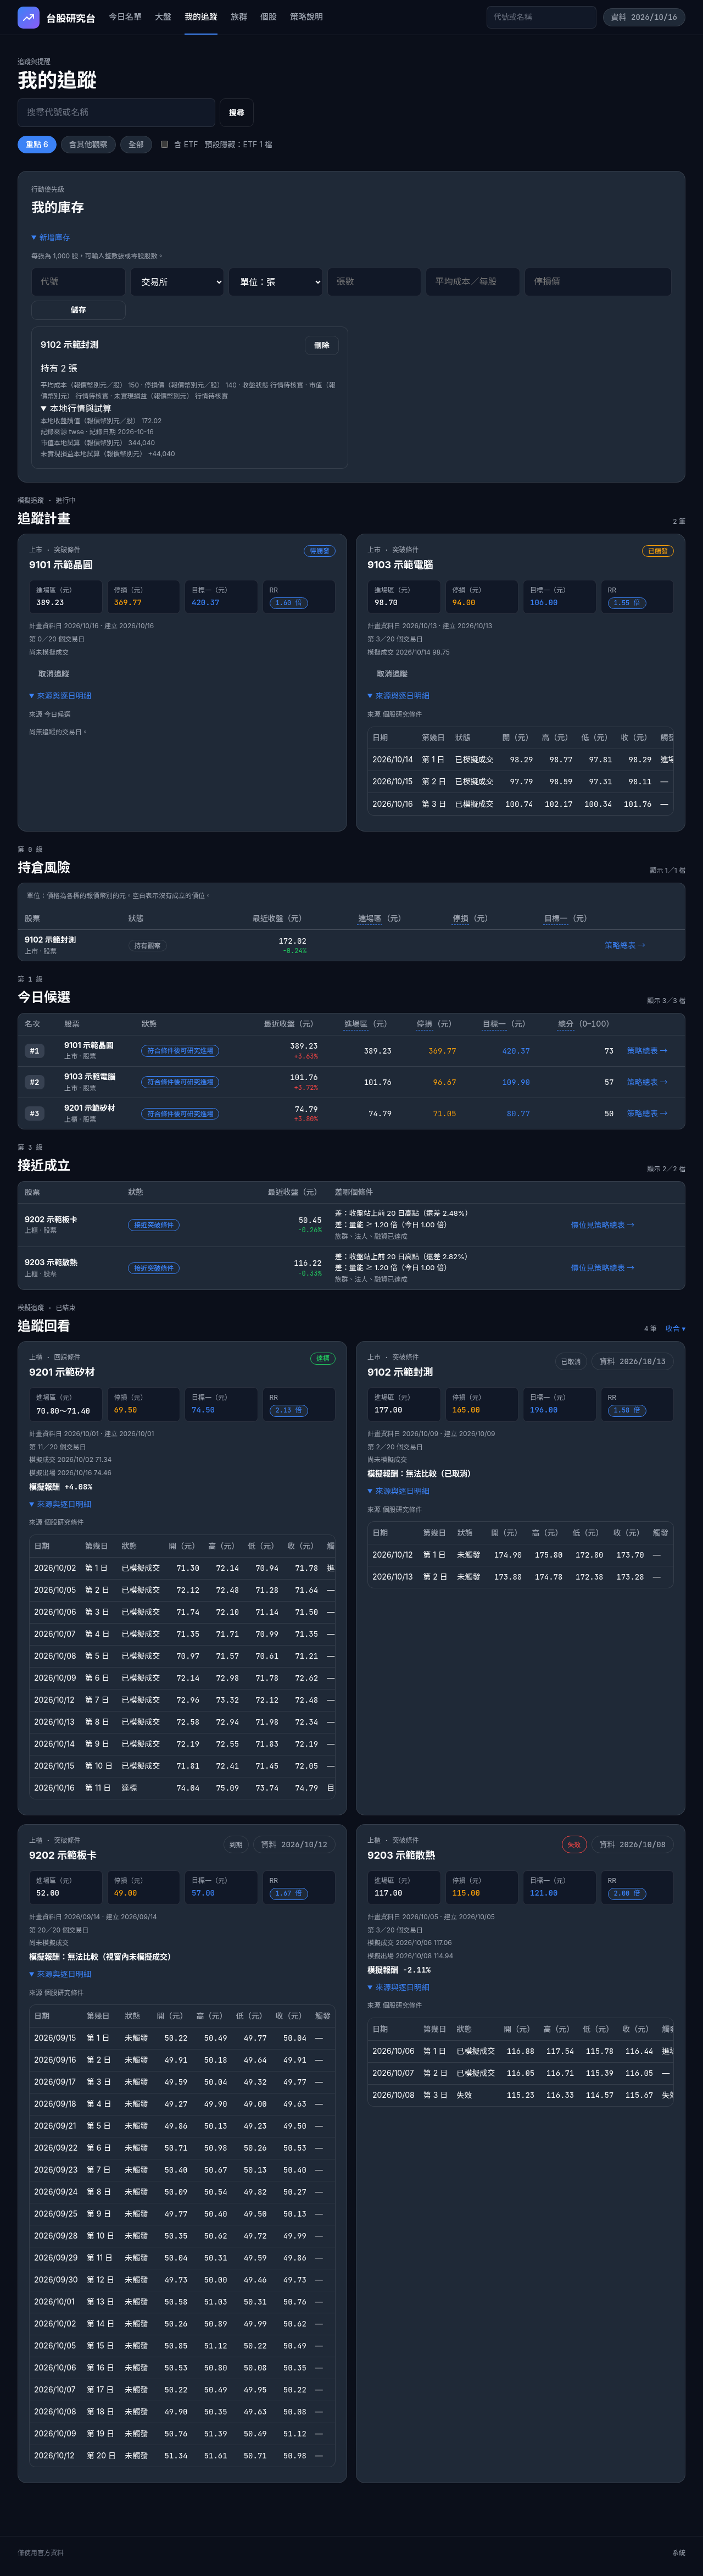 台股研究台 今日名單 大盤 我的追蹤 族群 個股 策略說明 代號或名稱 資料 2026/10/16
追蹤與提醒
我的追蹤
搜尋代號或名稱 搜尋
重點 6 含其他觀察 全部 含 ETF 預設隱藏：ETF 1 檔
行動優先級
我的庫存
▼ 新增庫存
每張為 1,000 股，可輸入整數張或零股股數。
代號 交易所 單位：張 張數 平均成本／每股 停損價
儲存
9102 示範封測 刪除
持有 2 張
平均成本（報價幣別元／股） 150 · 停損價（報價幣別元／股） 140 · 收盤狀態 行情待核實 · 市值（報
價幣別元） 行情待核實 · 未實現損益（報價幣別元） 行情待核實
▼ 本地行情與試算
本地收盤讀值（報價幣別元／股） 172.02
記錄來源 twse · 記錄日期 2026-10-16
市值本地試算（報價幣別元） 344,040
未實現損益本地試算（報價幣別元） +44,040
模擬追蹤 · 進行中
追蹤計畫 2 筆
上市 · 突破條件 待觸發
9101 示範晶圓
進場區（元） 停損（元） 目標一（元） RR
389.23 369.77 420.37 1.60 倍
計畫資料日 2026/10/16 · 建立 2026/10/16
第 0／20 個交易日
尚未模擬成交
取消追蹤
▼ 來源與逐日明細
來源 今日候選
尚無追蹤的交易日。
上市 · 突破條件 已觸發
9103 示範電腦
進場區（元） 停損（元） 目標一（元） RR
98.70 94.00 106.00 1.55 倍
計畫資料日 2026/10/13 · 建立 2026/10/13
第 3／20 個交易日
模擬成交 2026/10/14 98.75
取消追蹤
▼ 來源與逐日明細
來源 個股研究條件
日期 第幾日 狀態 開（元） 高（元） 低（元） 收（元） 觸發
2026/10/14 第 1 日 已模擬成交 98.29 98.77 97.81 98.29 進場
2026/10/15 第 2 日 已模擬成交 97.79 98.59 97.31 98.11 —
2026/10/16 第 3 日 已模擬成交 100.74 102.17 100.34 101.76 —
第 0 級
持倉風險 顯示 1／1 檔
單位：價格為各標的報價幣別的元。空白表示沒有成立的價位。
股票 狀態 最近收盤（元） 進場區（元） 停損（元） 目標一（元）
9102 示範封測 持有觀察 172.02 策略總表 →
上市 · 股票 -0.24%
第 1 級
今日候選 顯示 3／3 檔
名次 股票 狀態 最近收盤（元） 進場區（元） 停損（元） 目標一（元） 總分（0–100）
#1 9101 示範晶圓 符合條件後可研究進場 389.23 389.23 369.77 420.37 73 策略總表 →
上市 · 股票 +3.63%
#2 9103 示範電腦 符合條件後可研究進場 101.76 101.76 96.67 109.90 57 策略總表 →
上市 · 股票 +3.72%
#3 9201 示範矽材 符合條件後可研究進場 74.79 74.79 71.05 80.77 50 策略總表 →
上櫃 · 股票 +3.80%
第 3 級
接近成立 顯示 2／2 檔
股票 狀態 最近收盤（元） 差哪個條件
9202 示範板卡 接近突破條件 50.45 差：收盤站上前 20 日高點（還差 2.48%） 價位見策略總表 →
上櫃 · 股票 -0.26% 差：量能 ≥ 1.20 倍（今日 1.00 倍）
族群、法人、融資已達成
9203 示範散熱 接近突破條件 116.22 差：收盤站上前 20 日高點（還差 2.82%） 價位見策略總表 →
上櫃 · 股票 -0.33% 差：量能 ≥ 1.20 倍（今日 1.00 倍）
族群、法人、融資已達成
模擬追蹤 · 已結束
追蹤回看 4 筆 收合 ▾
上櫃 · 回踩條件 達標
9201 示範矽材
進場區（元） 停損（元） 目標一（元） RR
70.80～71.40 69.50 74.50 2.13 倍
計畫資料日 2026/10/01 · 建立 2026/10/01
第 11／20 個交易日
模擬成交 2026/10/02 71.34
模擬出場 2026/10/16 74.46
模擬報酬 +4.08%
▼ 來源與逐日明細
來源 個股研究條件
日期 第幾日 狀態 開（元） 高（元） 低（元） 收（元） 觸
2026/10/02 第 1 日 已模擬成交 71.30 72.14 70.94 71.78 進
2026/10/05 第 2 日 已模擬成交 72.12 72.48 71.28 71.64 —
2026/10/06 第 3 日 已模擬成交 71.74 72.10 71.14 71.50 —
2026/10/07 第 4 日 已模擬成交 71.35 71.71 70.99 71.35 —
2026/10/08 第 5 日 已模擬成交 70.97 71.57 70.61 71.21 —
2026/10/09 第 6 日 已模擬成交 72.14 72.98 71.78 72.62 —
2026/10/12 第 7 日 已模擬成交 72.96 73.32 72.12 72.48 —
2026/10/13 第 8 日 已模擬成交 72.58 72.94 71.98 72.34 —
2026/10/14 第 9 日 已模擬成交 72.19 72.55 71.83 72.19 —
2026/10/15 第 10 日 已模擬成交 71.81 72.41 71.45 72.05 —
2026/10/16 第 11 日 達標 74.04 75.09 73.74 74.79 目
上市 · 突破條件 已取消 資料 2026/10/13
9102 示範封測
進場區（元） 停損（元） 目標一（元） RR
177.00 165.00 196.00 1.58 倍
計畫資料日 2026/10/09 · 建立 2026/10/09
第 2／20 個交易日
尚未模擬成交
模擬報酬：無法比較（已取消）
▼ 來源與逐日明細
來源 個股研究條件
日期 第幾日 狀態 開（元） 高（元） 低（元） 收（元） 觸發
2026/10/12 第 1 日 未觸發 174.90 175.80 172.80 173.70 —
2026/10/13 第 2 日 未觸發 173.88 174.78 172.38 173.28 —
上櫃 · 突破條件 到期 資料 2026/10/12
9202 示範板卡
進場區（元） 停損（元） 目標一（元） RR
52.00 49.00 57.00 1.67 倍
計畫資料日 2026/09/14 · 建立 2026/09/14
第 20／20 個交易日
尚未模擬成交
模擬報酬：無法比較（視窗內未模擬成交）
▼ 來源與逐日明細
來源 個股研究條件
日期 第幾日 狀態 開（元） 高（元） 低（元） 收（元） 觸發
2026/09/15 第 1 日 未觸發 50.22 50.49 49.77 50.04 —
2026/09/16 第 2 日 未觸發 49.91 50.18 49.64 49.91 —
2026/09/17 第 3 日 未觸發 49.59 50.04 49.32 49.77 —
2026/09/18 第 4 日 未觸發 49.27 49.90 49.00 49.63 —
2026/09/21 第 5 日 未觸發 49.86 50.13 49.23 49.50 —
2026/09/22 第 6 日 未觸發 50.71 50.98 50.26 50.53 —
2026/09/23 第 7 日 未觸發 50.40 50.67 50.13 50.40 —
2026/09/24 第 8 日 未觸發 50.09 50.54 49.82 50.27 —
2026/09/25 第 9 日 未觸發 49.77 50.40 49.50 50.13 —
2026/09/28 第 10 日 未觸發 50.35 50.62 49.72 49.99 —
2026/09/29 第 11 日 未觸發 50.04 50.31 49.59 49.86 —
2026/09/30 第 12 日 未觸發 49.73 50.00 49.46 49.73 —
2026/10/01 第 13 日 未觸發 50.58 51.03 50.31 50.76 —
2026/10/02 第 14 日 未觸發 50.26 50.89 49.99 50.62 —
2026/10/05 第 15 日 未觸發 50.85 51.12 50.22 50.49 —
2026/10/06 第 16 日 未觸發 50.53 50.80 50.08 50.35 —
2026/10/07 第 17 日 未觸發 50.22 50.49 49.95 50.22 —
2026/10/08 第 18 日 未觸發 49.90 50.35 49.63 50.08 —
2026/10/09 第 19 日 未觸發 50.76 51.39 50.49 51.12 —
2026/10/12 第 20 日 未觸發 51.34 51.61 50.71 50.98 —
上櫃 · 突破條件 失效 資料 2026/10/08
9203 示範散熱
進場區（元） 停損（元） 目標一（元） RR
117.00 115.00 121.00 2.00 倍
計畫資料日 2026/10/05 · 建立 2026/10/05
第 3／20 個交易日
模擬成交 2026/10/06 117.06
模擬出場 2026/10/08 114.94
模擬報酬 -2.11%
▼ 來源與逐日明細
來源 個股研究條件
日期 第幾日 狀態 開（元） 高（元） 低（元） 收（元） 觸發
2026/10/06 第 1 日 已模擬成交 116.88 117.54 115.78 116.44 進場
2026/10/07 第 2 日 已模擬成交 116.05 116.71 115.39 116.05 —
2026/10/08 第 3 日 失效 115.23 116.33 114.57 115.67 失效
僅使用官方資料 系統